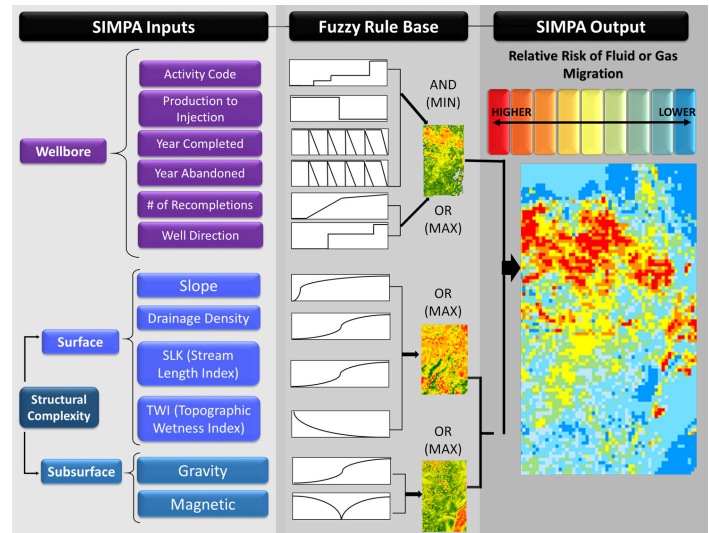 SIMPA Inputs
Fuzzy Rule Base
SIMPA Output
Wellbore
Activity Code
Production to
Injection
Year Completed
Year Abandoned
# of Recompletions
Well Direction
AND
(MIN)
OR
(MAX)
Relative Risk of Fluid or Gas
Migration
HIGHER
LOWER
Structural
Complexity
Surface
Slope
Drainage Density
SLK (Stream
Length Index)
TWI (Topographic
Wetness Index)
OR
(MAX)
Subsurface
Gravity
Magnetic
OR
(MAX)